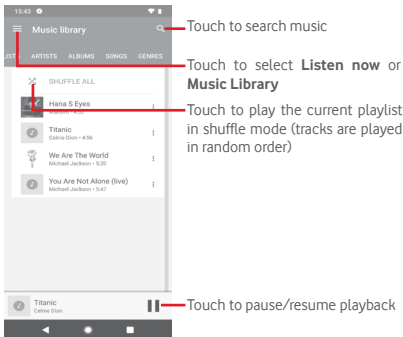 15:43
Music library
Touch to search music
IST ARTISTS ALBUMS SONGS GENRES
Touch to select Listen now or
Music Library
SHUFFLE ALL
Touch to play the current playlist
in shuffle mode (tracks are played
in random order)
Hana S Eyes
Titanic
Celine Dion • 4:56
We Are The World
Michael Jackson • 5:20
You Are Not Alone (live)
Michael Jackson • 5:47
Titanic
Celine Dion
Touch to pause/resume playback